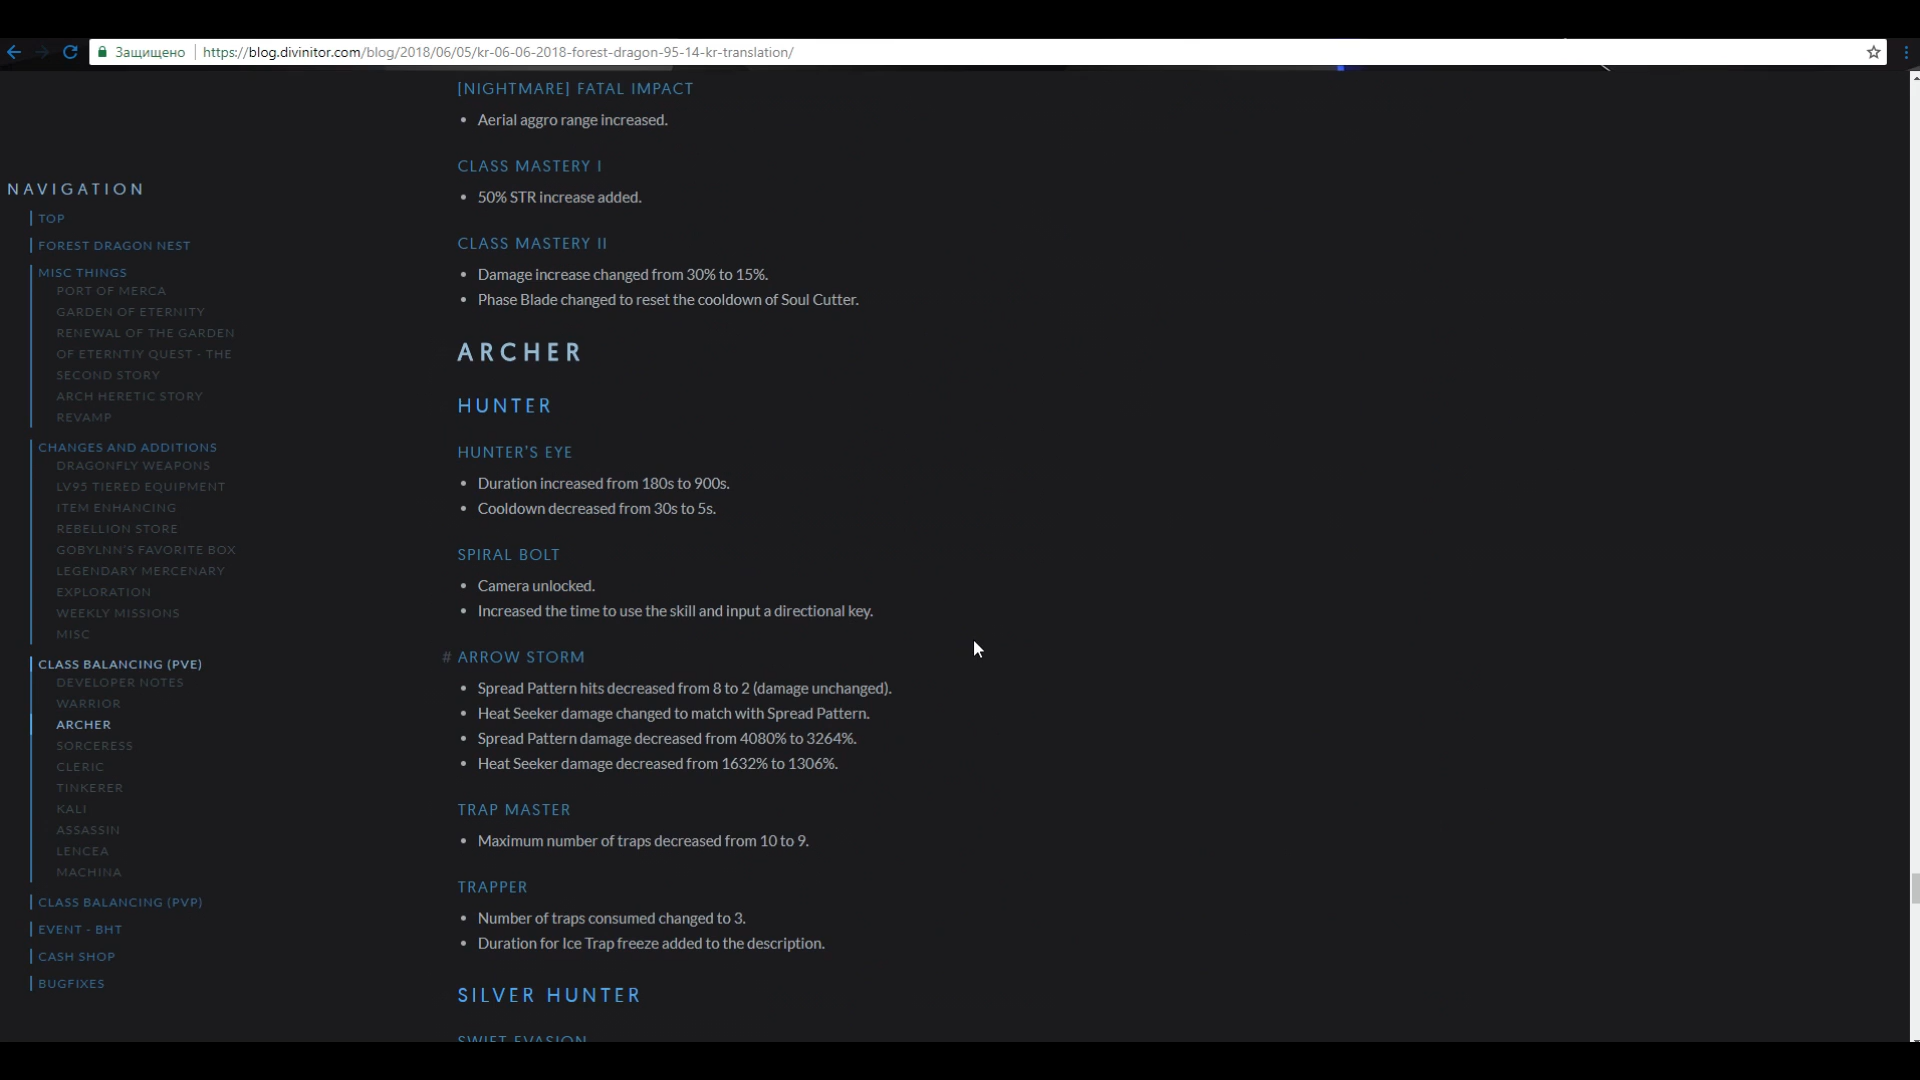 Защищено
https://blog.divinitor.com/blog/2018/06/05/kr-06-06-2018-forest-dragon-95-14-kr-translation/
NAVIGATION
TOP
FOREST DRAGON NEST
MISC THINGS
PORT OF MERCA
GARDEN OF ETERNITY
RENEWAL OF THE GARDEN
OF ETERNTIY QUEST - THE
SECOND STORY
ARCH HERETIC STORY
REVAMP
CHANGES AND ADDITIONS
DRAGONFLY WEAPONS
LV95 TIERED EQUIPMENT
ITEM ENHANCING
REBELLION STORE
GOBYLNN'S FAVORITE BOX
LEGENDARY MERCENARY
EXPLORATION
WEEKLY MISSIONS
MISC
CLASS BALANCING (PVE)
DEVELOPER NOTES
WARRIOR
ARCHER
SORCERESS
CLERIC
TINKERER
KALI
ASSASSIN
LENCEA
MACHINA
CLASS BALANCING (PVP)
EVENT - BHT
CASH SHOP
BUGFIXES
[NIGHTMARE] FATAL IMPACT
• Aerial aggro range increased.
CLASS MASTERY I
• 50% STR increase added.
CLASS MASTERY II
• Damage increase changed from 30% to 15%.
• Phase Blade changed to reset the cooldown of Soul Cutter.
ARCHER
HUNTER
HUNTER'S EYE
• Duration increased from 180s to 900s.
• Cooldown decreased from 30s to 5s.
SPIRAL BOLT
• Camera unlocked.
• Increased the time to use the skill and input a directional key.
# ARROW STORM
• Spread Pattern hits decreased from 8 to 2 (damage unchanged).
• Heat Seeker damage changed to match with Spread Pattern.
• Spread Pattern damage decreased from 4080% to 3264%.
• Heat Seeker damage decreased from 1632% to 1306%.
TRAP MASTER
• Maximum number of traps decreased from 10 to 9.
TRAPPER
• Number of traps consumed changed to 3.
• Duration for Ice Trap freeze added to the description.
SILVER HUNTER
SWIFT EVASION